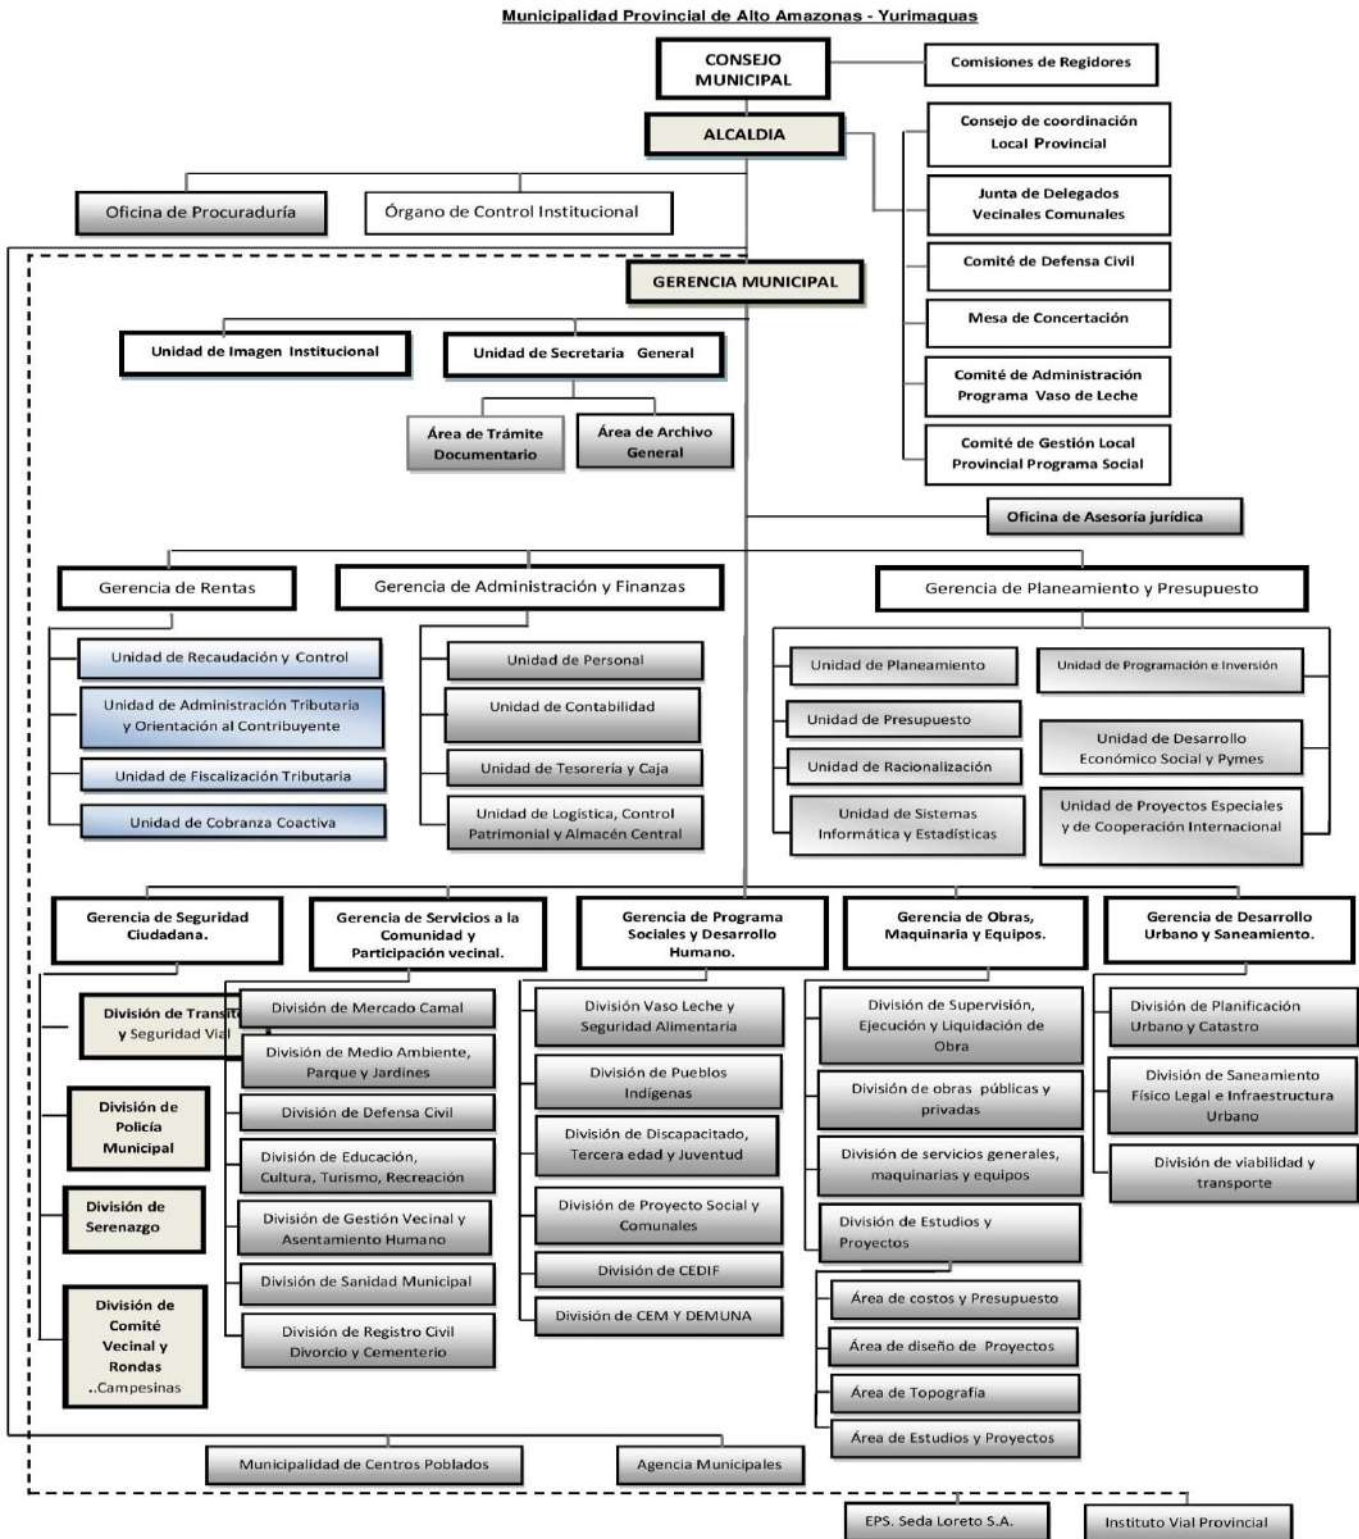 Municipalidad Provincial de Alto Amazonas - Yurimaguas
CONSEJO
MUNICIPAL
Comisiones de Regidores
ALCALDIA
Consejo de coordinación
Local Provincial
Junta de Delegados
Vecinales Comunales
Comité de Defensa Civil
Mesa de Concertación
Comité de Administración
Programa Vaso de Leche
Comité de Gestión Local
Provincial Programa Social
Oficina de Procuraduría
Órgano de Control Institucional
GERENCIA MUNICIPAL
Unidad de Imagen Institucional
Unidad de Secretaria General
Área de Trámite
Documentario
Área de Archivo
General
Oficina de Asesoría jurídica
Gerencia de Rentas
Unidad de Recaudación y Control
Unidad de Administración Tributaria
y Orientación al Contribuyente
Unidad de Fiscalización Tributaria
Unidad de Cobranza Coactiva
Gerencia de Administración y Finanzas
Unidad de Personal
Unidad de Contabilidad
Unidad de Tesorería y Caja
Unidad de Logística, Control
Patrimonial y Almacén Central
Gerencia de Planeamiento y Presupuesto
Unidad de Planeamiento
Unidad de Presupuesto
Unidad de Racionalización
Unidad de Sistemas
Informática y Estadísticas
Unidad de Programación e Inversión
Unidad de Desarrollo
Económico Social y Pymes
Unidad de Proyectos Especiales
y de Cooperación Internacional
Gerencia de Seguridad
Ciudadana.
División de Transito
y Seguridad Vial
División de
Policía
Municipal
División de
Serenazgo
División de
Comité
Vecinal y
Rondas
..Campesinas
Gerencia de Servicios a la
Comunidad y
Participación vecinal.
División de Mercado Camal
División de Medio Ambiente,
Parque y Jardines
División de Defensa Civil
División de Educación,
Cultura, Turismo, Recreación
División de Gestión Vecinal y
Asentamiento Humano
División de Sanidad Municipal
División de Registro Civil
Divorcio y Cementerio
Gerencia de Programa
Sociales y Desarrollo
Humano.
División Vaso Leche y
Seguridad Alimentaria
División de Pueblos
Indígenas
División de Discapacitado,
Tercera edad y Juventud
División de Proyecto Social y
Comunales
División de CEDIF
División de CEM Y DEMUNA
Gerencia de Obras,
Maquinaria y Equipos.
División de Supervisión,
Ejecución y Liquidación de
Obra
División de obras públicas y
privadas
División de servicios generales,
maquinarias y equipos
División de Estudios y
Proyectos
Área de costos y Presupuesto
Área de diseño de Proyectos
Área de Topografía
Área de Estudios y Proyectos
Gerencia de Desarrollo
Urbano y Saneamiento.
División de Planificación
Urbano y Catastro
División de Saneamiento
Físico Legal e Infraestructura
Urbano
División de viabilidad y
transporte
Municipalidad de Centros Poblados
Agencia Municipales
EPS. Seda Loreto S.A.
Instituto Vial Provincial